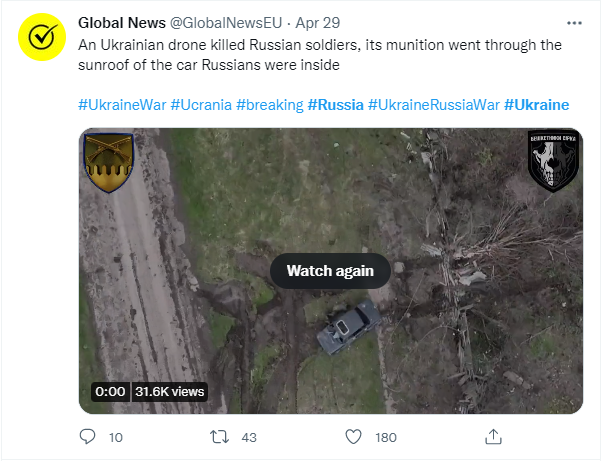 Global News @GlobalNewsEU · Apr 29
An Ukrainian drone killed Russian soldiers, its munition went through the
sunroof of the car Russians were inside
#UkraineWar #Ucrania #breaking #Russia #UkraineRussiaWar #Ukraine
Watch again
0:00 31.6K views
10 43 180